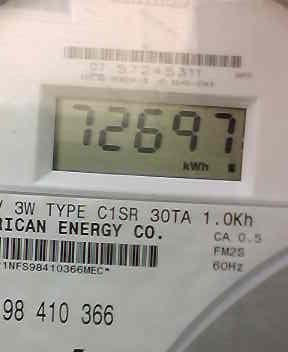 72697
kWh
V 3W TYPE C1SR 30TA 1.0Kh
RICAN ENERGY CO.
CA 0.5
FM2S
60Hz
1NFS98410366MEC*
98 410 366